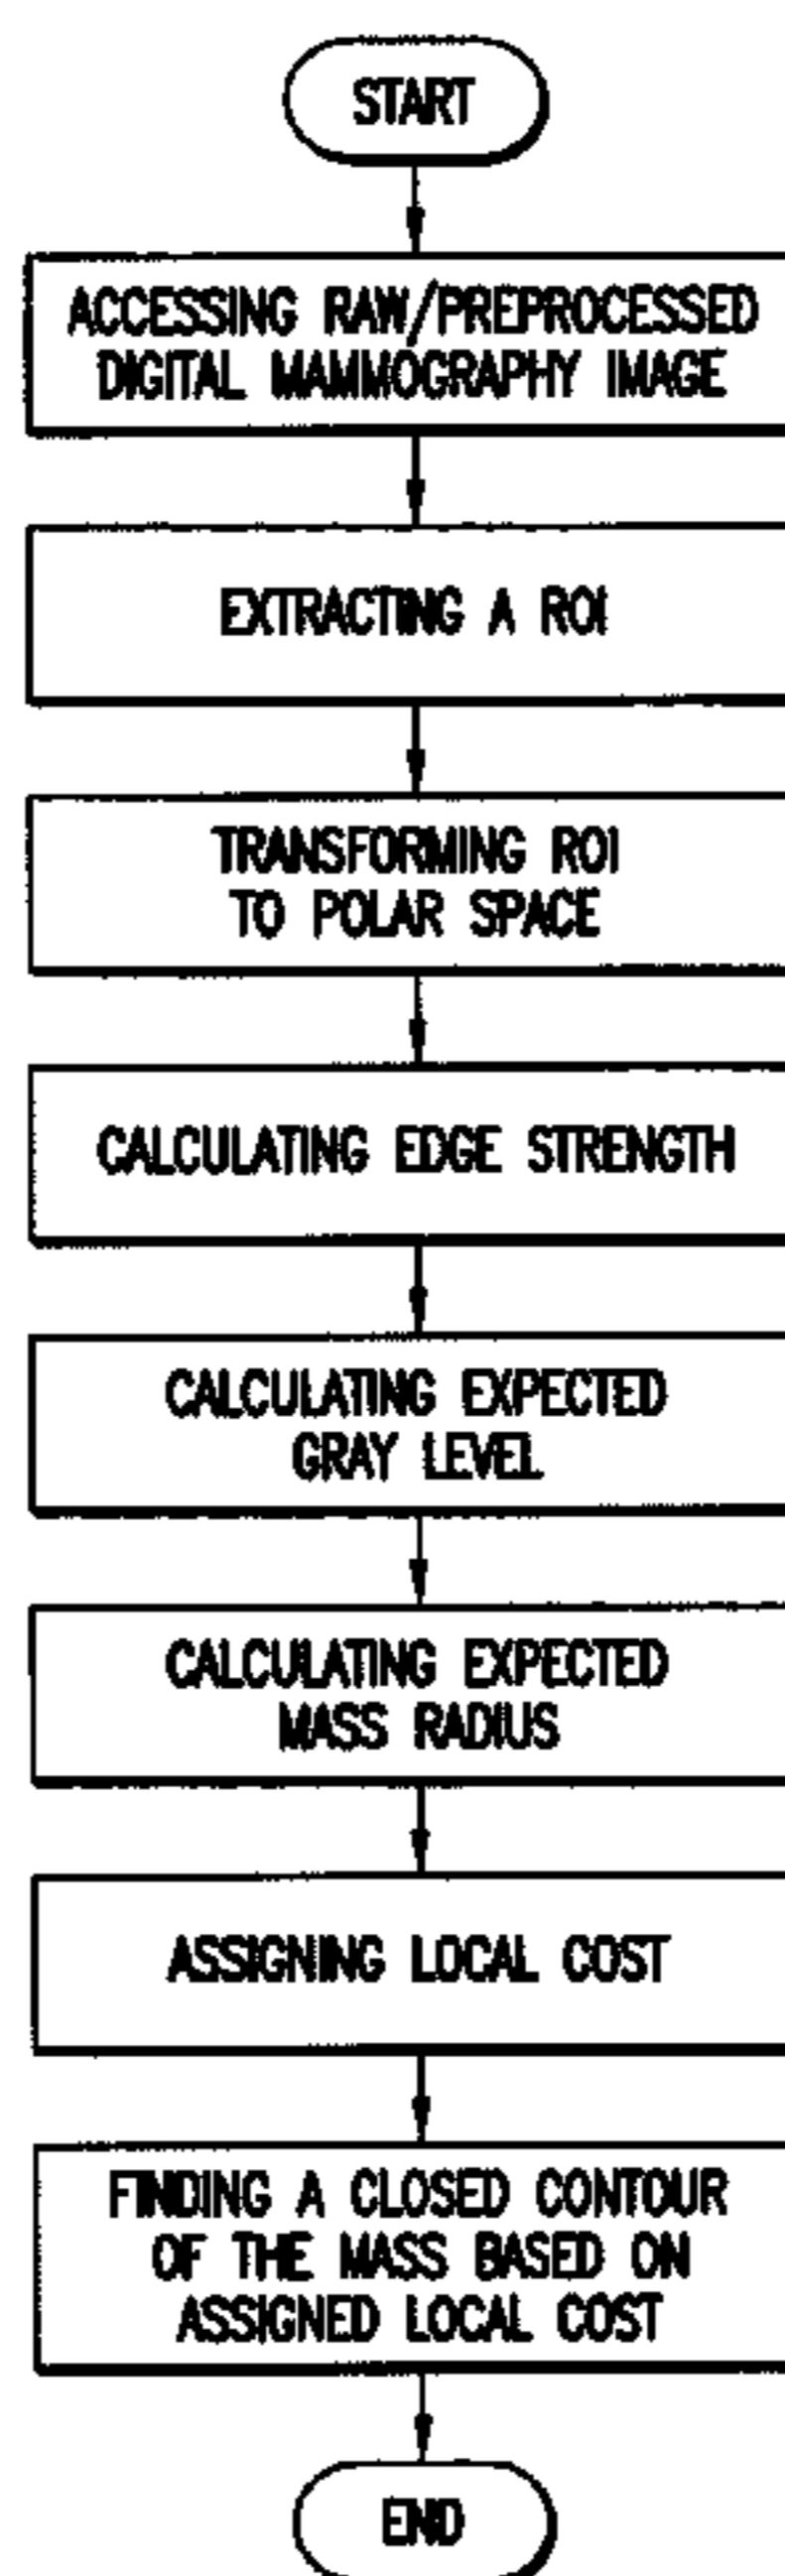 START
ACCESSING RAW/PREPROCESSED
DIGITAL MAMMOGRAPHY IMAGE
EXTRACTING A ROI
TRANSFORMING ROI
TO POLAR SPACE
CALCULATING EDGE STRENGTH
CALCULATING EXPECTED
GRAY LEVEL
CALCULATING EXPECTED
MASS RADIUS
ASSIGNING LOCAL COST
FINDING A CLOSED CONTOUR
OF THE MASS BASED ON
ASSIGNED LOCAL COST
END